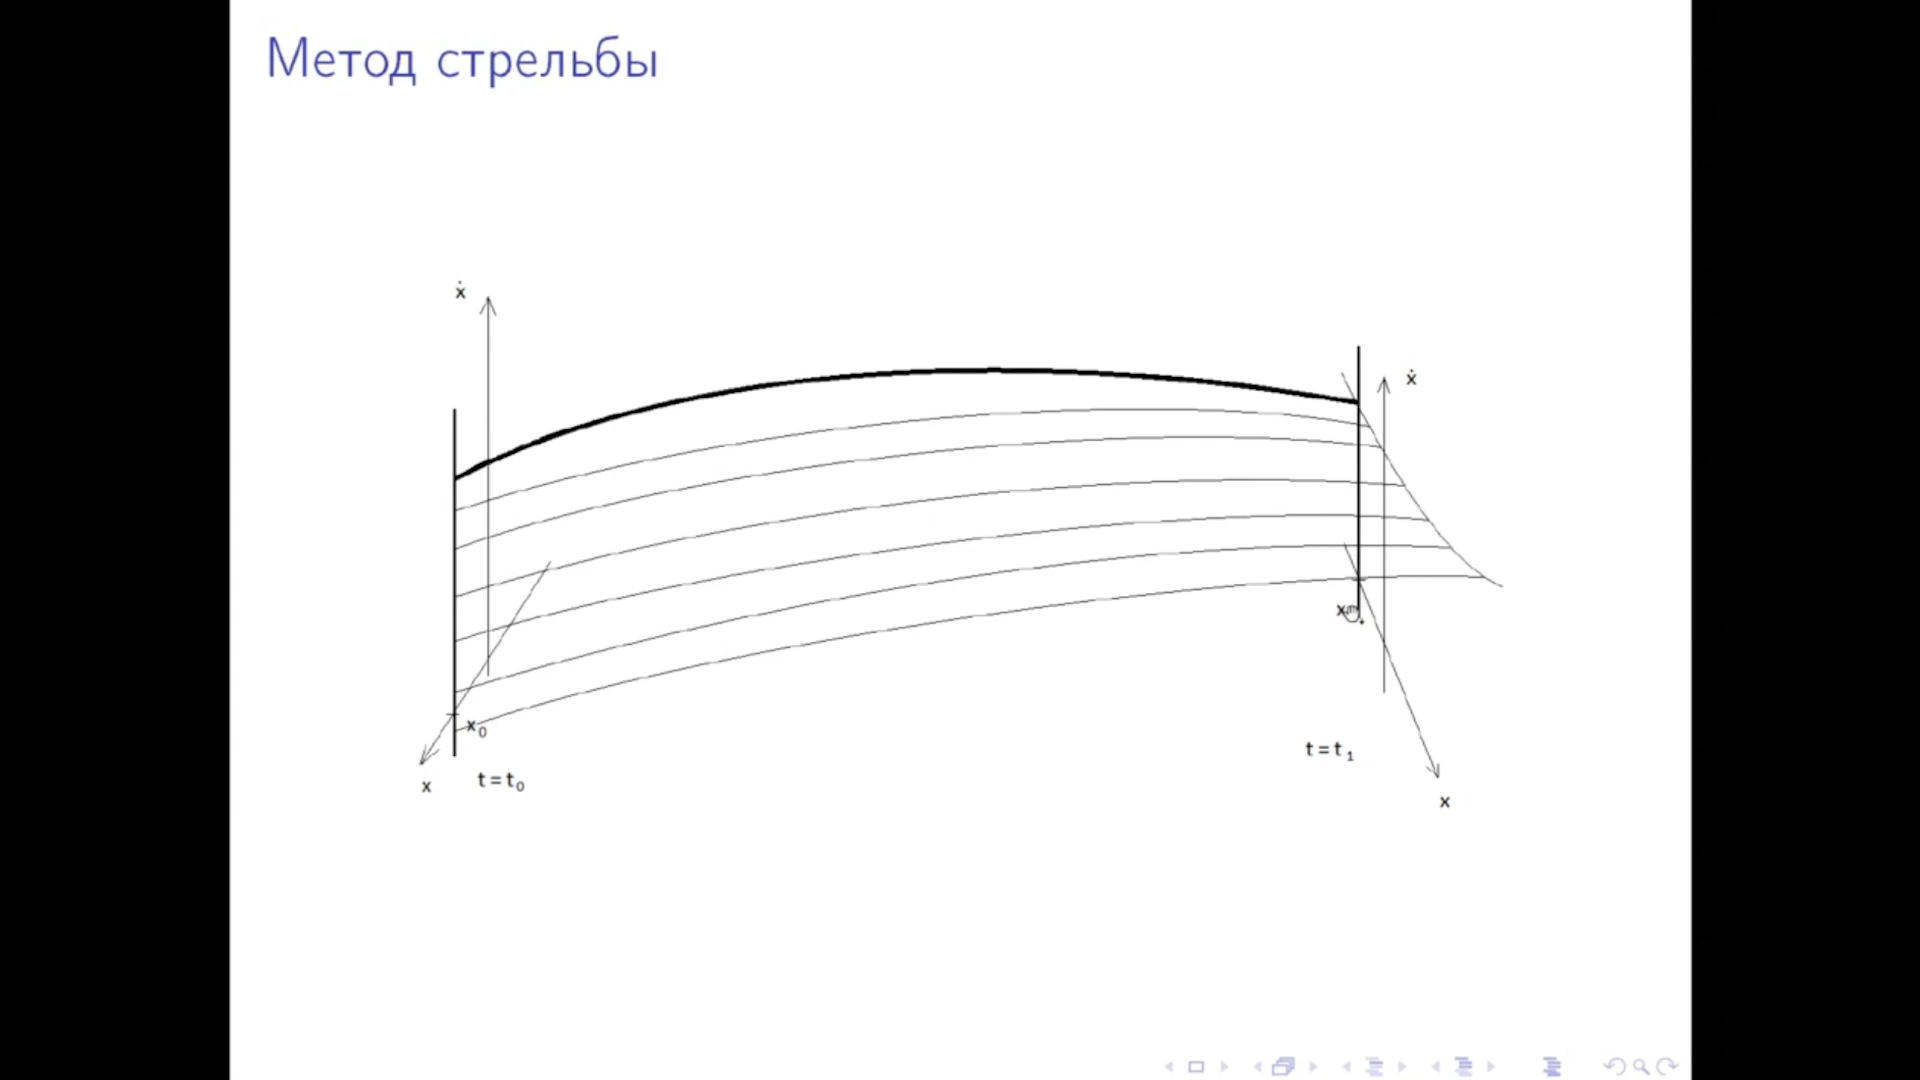 Метод стрельбы
ẋ
ẋ
x₀
t=t₀
t=t₁
x
x